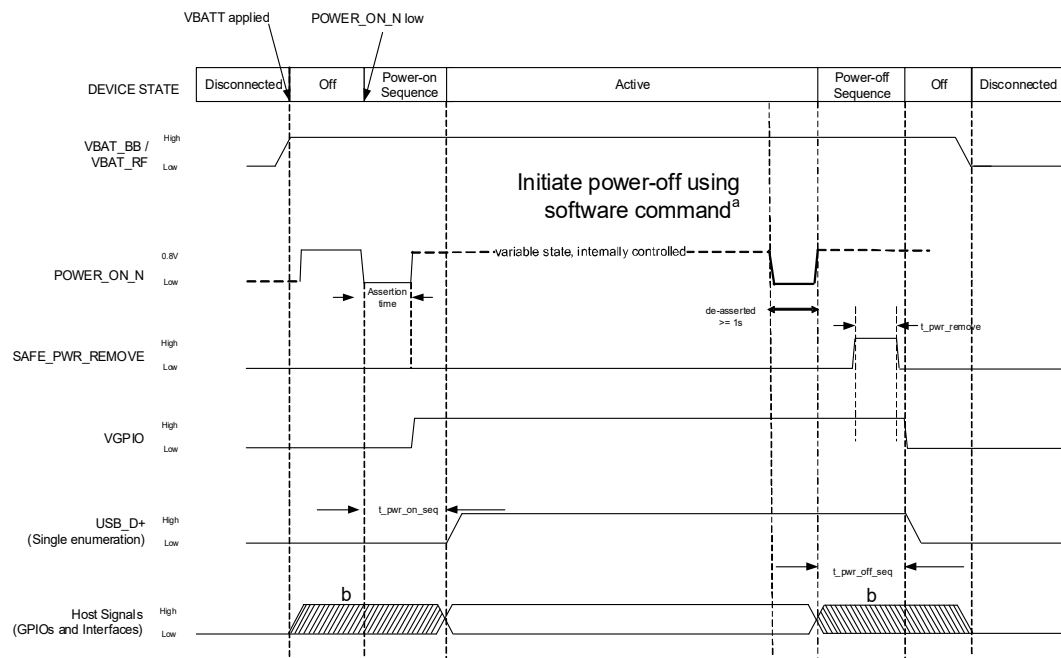 VBATT applied
POWER_ON_N low
DEVICE STATE
Disconnected
Off
Power-on
Sequence
Active
Power-off
Sequence
Off
Disconnected
VBAT_BB /
VBAT_RF
High
Low
Initiate power-off using
software commandᵃ
POWER_ON_N
0.8V
Low
variable state, internally controlled
Assertion
time
de-asserted
>= 1s
t_pwr_remove
SAFE_PWR_REMOVE
High
Low
VGPIO
High
Low
t_pwr_on_seq
USB_D+
(Single enumeration)
High
Low
t_pwr_off_seq
b
b
Host Signals
(GPIOs and Interfaces)
High
Low